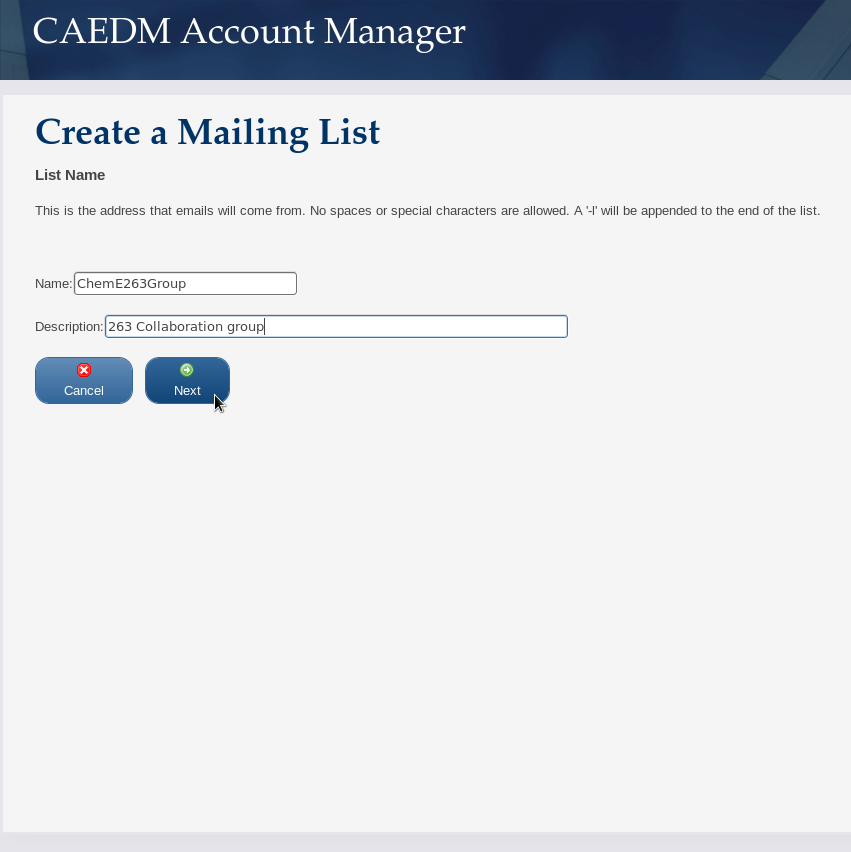 CAEDM Account Manager
Create a Mailing List
List Name
This is the address that emails will come from. No spaces or special characters are allowed. A '-l' will be appended to the end of the list.
Name: ChemE263Group
Description: 263 Collaboration group
Cancel Next